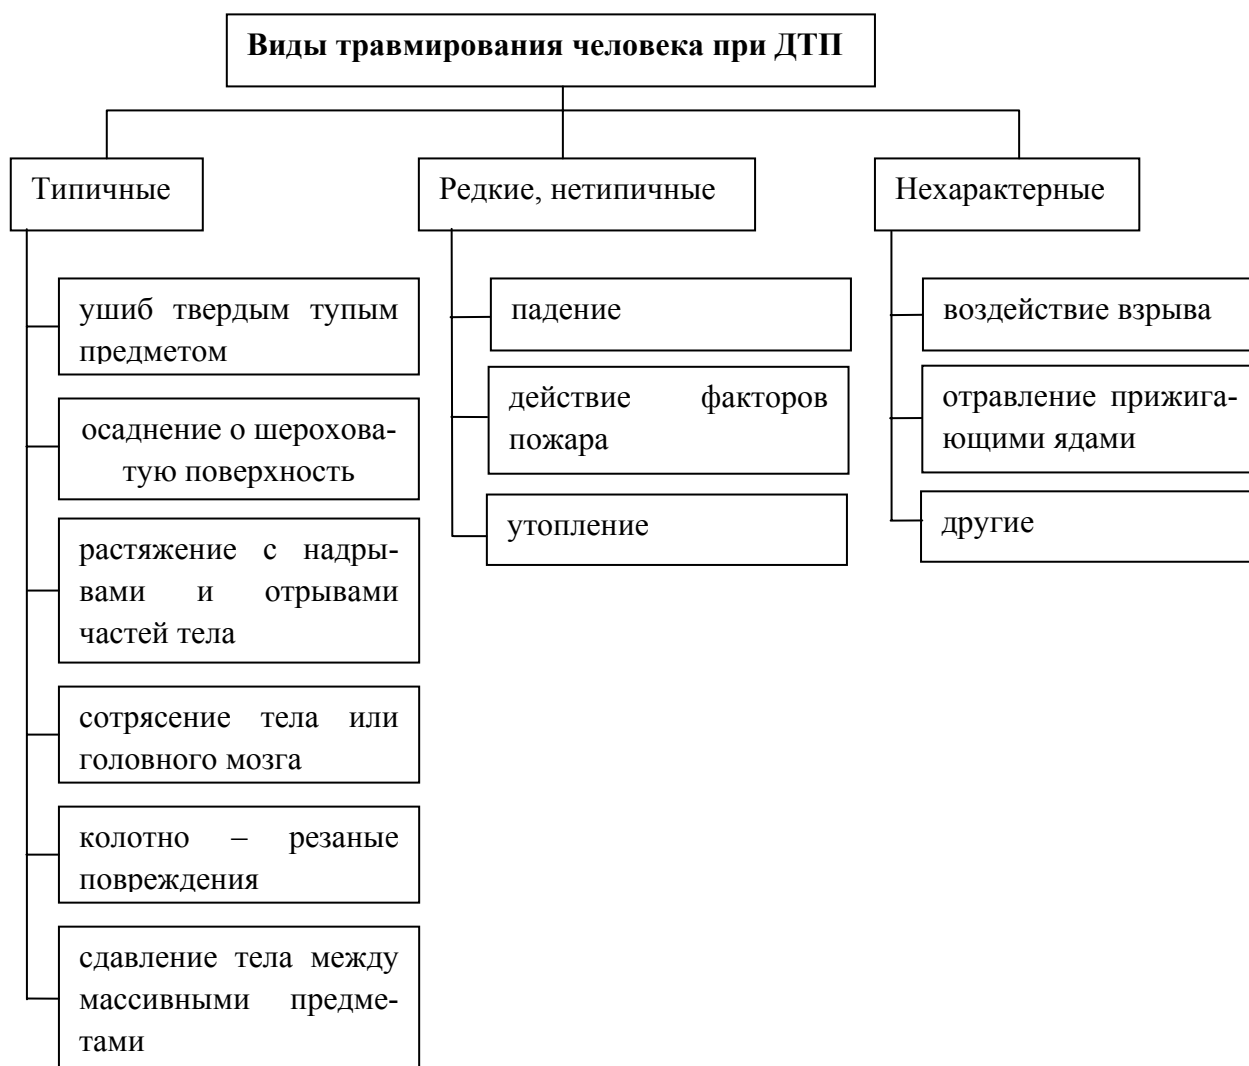 Виды травмирования человека при ДТП
Типичные
ушиб твердым тупым
предметом
осаднение о шерохова-
тую поверхность
растяжение с надры-
вами и отрывами
частей тела
сотрясение тела или
головного мозга
колотно – резаные
повреждения
сдавление тела между
массивными предме-
тами
Редкие, нетипичные
падение
действие факторов
пожара
утопление
Нехарактерные
воздействие взрыва
отравление прижига-
ющими ядами
другие